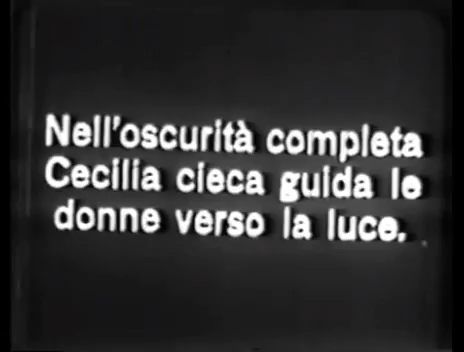 Nell'oscurità completa
Cecilia cieca guida le
donne verso la luce.